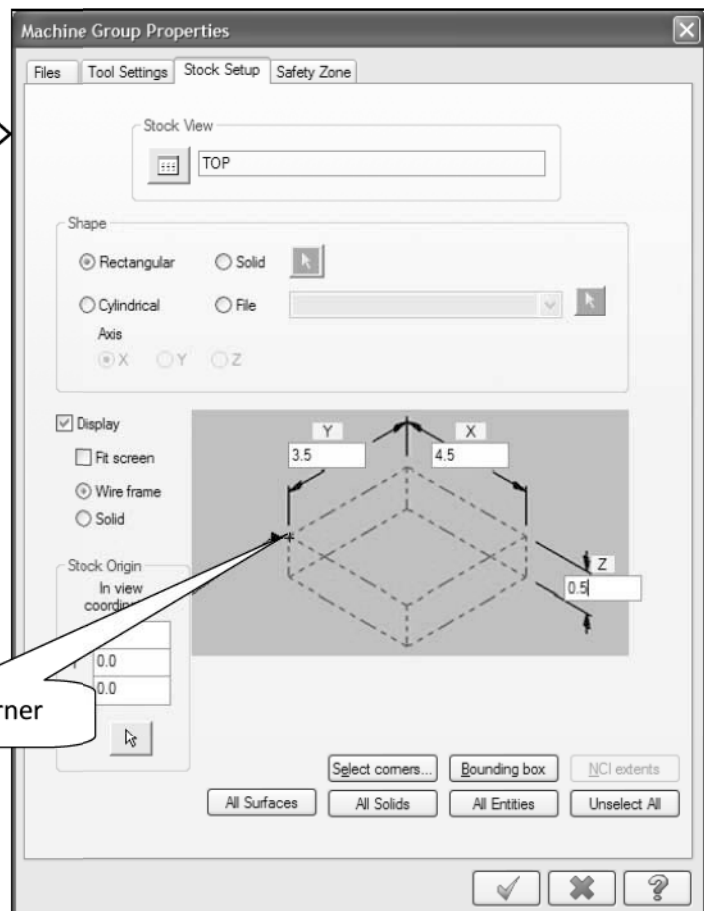 Machine Group Properties
Files Tool Settings Stock Setup Safety Zone
Stock View
TOP
Shape
Rectangular Solid
Cylindrical File
Axis
X Y Z
Display
Fit screen
Wire frame
Solid
Y X
3.5 4.5
Z
0.5
Stock Origin
In view
0.0
0.0
rner
Select corners... Bounding box NCI extents
All Surfaces All Solids All Entities Unselect All